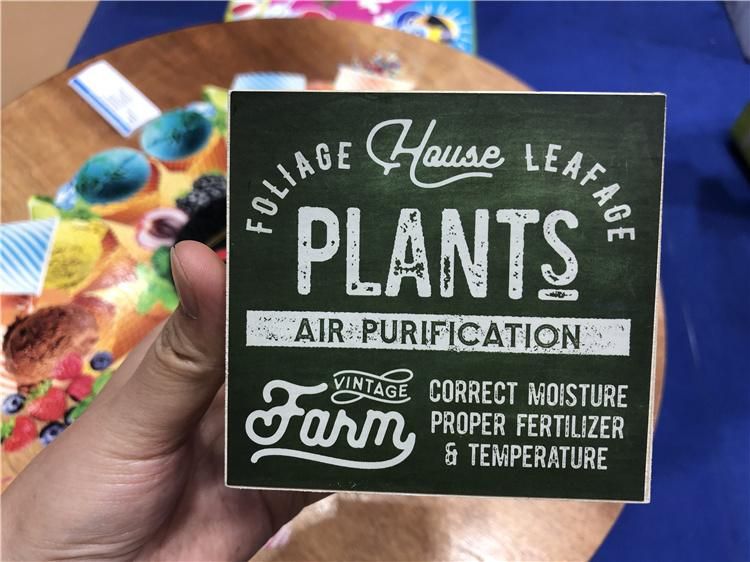 FOLIAGE House LEAFAGE
PLANTS
AIR PURIFICATION
VINTAGE
Farm
CORRECT MOISTURE
PROPER FERTILIZER
& TEMPERATURE